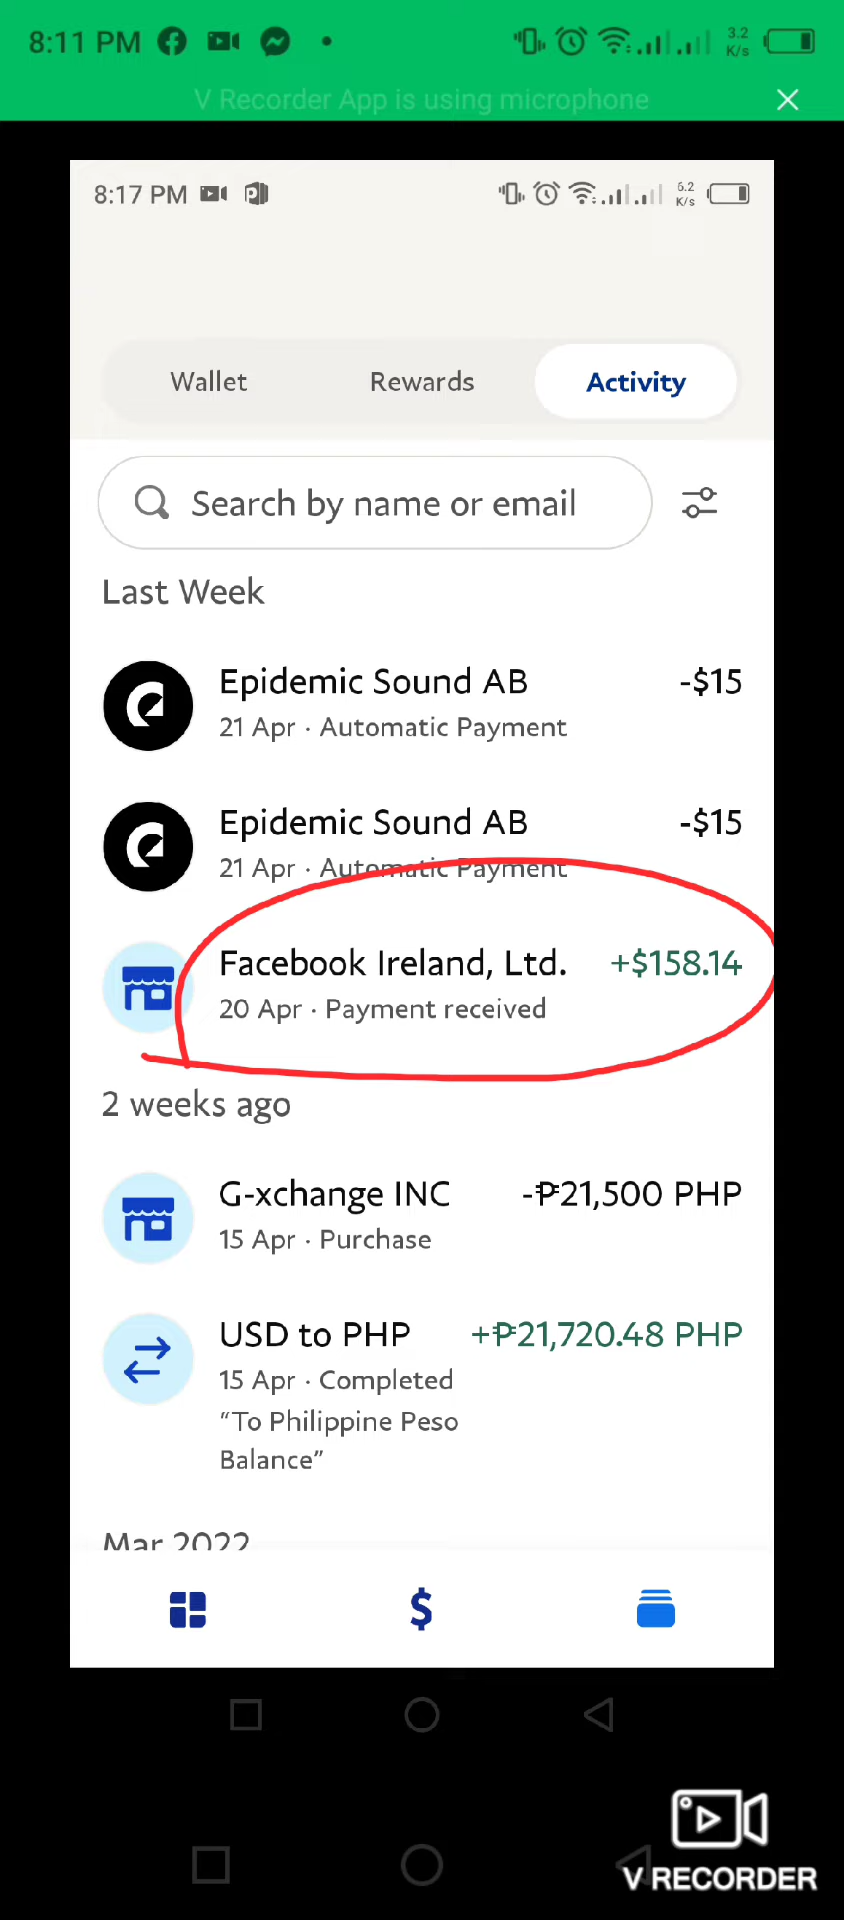 8:11 PM
3.2
K/s
V Recorder App is using microphone
8:17 PM
6.2
K/s
Wallet
Rewards
Activity
Search by name or email
Last Week
Epidemic Sound AB
-$15
21 Apr · Automatic Payment
Epidemic Sound AB
-$15
21 Apr · Automatic Payment
Facebook Ireland, Ltd.
+$158.14
20 Apr · Payment received
2 weeks ago
G-xchange INC
-₱21,500 PHP
15 Apr · Purchase
USD to PHP
+₱21,720.48 PHP
15 Apr · Completed
“To Philippine Peso
Balance”
Mar 2022
$
V RECORDER